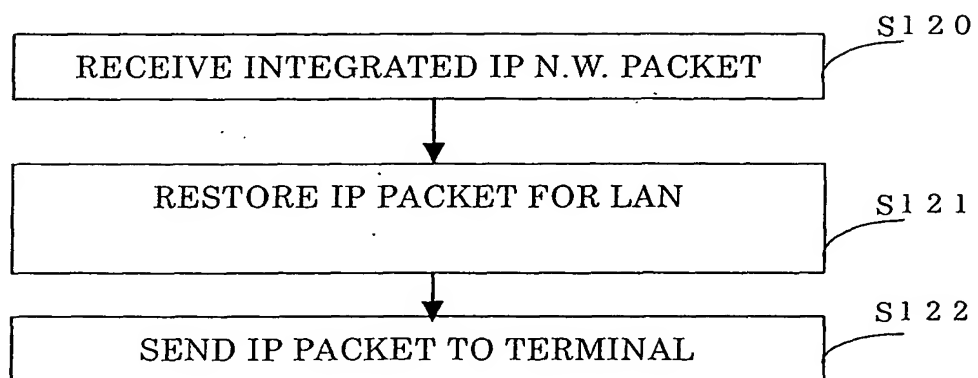 S120
RECEIVE INTEGRATED IP N.W. PACKET
RESTORE IP PACKET FOR LAN
S121
S122
SEND IP PACKET TO TERMINAL